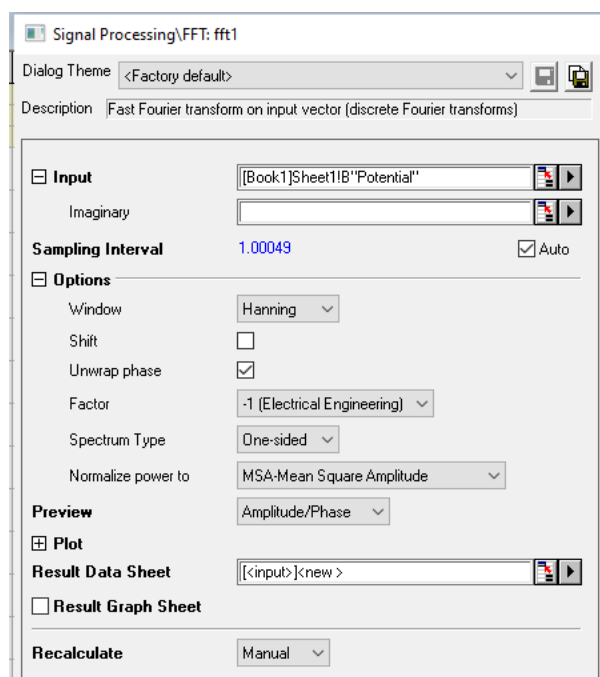 Signal Processing\FFT: fft1
Dialog Theme <Factory default>
Description Fast Fourier transform on input vector (discrete Fourier transforms)
Input [Book1]Sheet1!B"Potential"
Imaginary
Sampling Interval 1.00049 Auto
Options
Window Hanning
Shift
Unwrap phase
Factor -1 (Electrical Engineering)
Spectrum Type One-sided
Normalize power to MSA-Mean Square Amplitude
Preview Amplitude/Phase
Plot
Result Data Sheet [<input>]<new >
Result Graph Sheet
Recalculate Manual